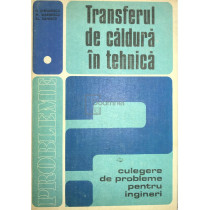 Transferul
de căldură
în tehnică
PROBLEME
culegere
de probleme
pentru
ingineri